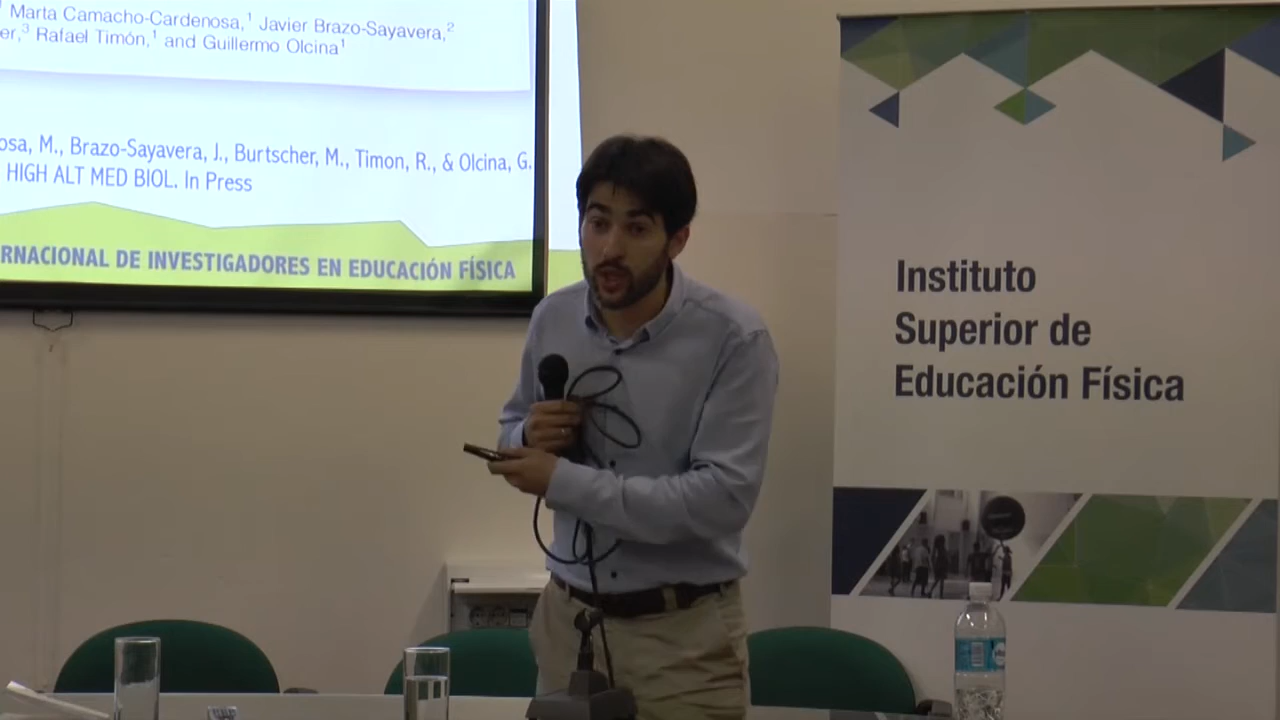 Marta Camacho-Cardenosa,¹ Javier Brazo-Sayavera,²
er,³ Rafael Timón,¹ and Guillermo Olcina¹
osa, M., Brazo-Sayavera, J., Burtscher, M., Timon, R., & Olcina, G.
HIGH ALT MED BIOL. In Press
RNACIONAL DE INVESTIGADORES EN EDUCACIÓN FÍSICA
Instituto
Superior de
Educación Física